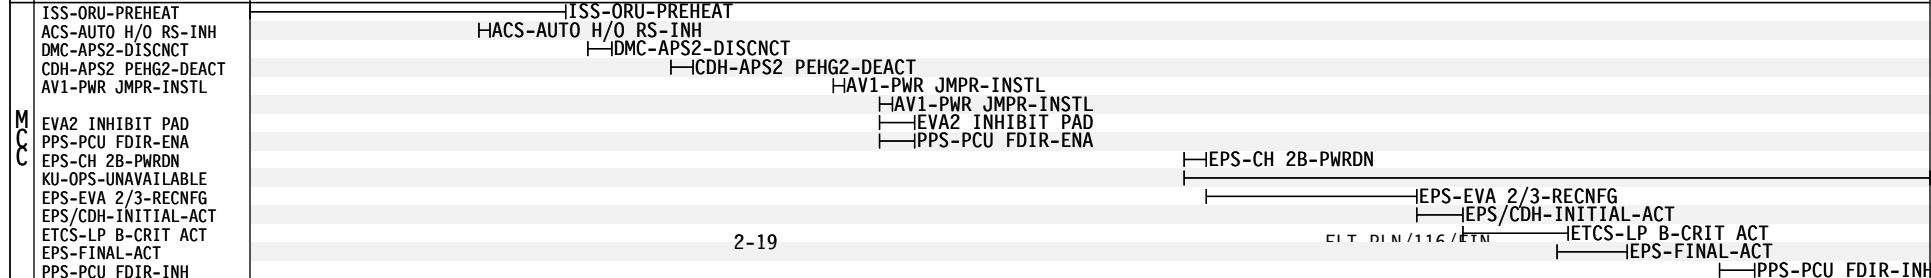 ISS-ORU-PREHEAT ISS-ORU-PREHEAT
ACS-AUTO H/O RS-INH ACS-AUTO H/O RS-INH
DMC-APS2-DISCNCT DMC-APS2-DISCNCT
CDH-APS2 PEHG2-DEACT CDH-APS2 PEHG2-DEACT
AV1-PWR JMPR-INSTL AV1-PWR JMPR-INSTL
AV1-PWR JMPR-INSTL
MCC
EVA2 INHIBIT PAD EVA2 INHIBIT PAD
PPS-PCU FDIR-ENA PPS-PCU FDIR-ENA
EPS-CH 2B-PWRDN EPS-CH 2B-PWRDN
KU-OPS-UNAVAILABLE
EPS-EVA 2/3-RECNFG EPS-EVA 2/3-RECNFG
EPS/CDH-INITIAL-ACT EPS/CDH-INITIAL-ACT
ETCS-LP B-CRIT ACT ETCS-LP B-CRIT ACT
2-19 FLT PLN/116/FIN
EPS-FINAL-ACT EPS-FINAL-ACT
PPS-PCU FDIR-INH PPS-PCU FDIR-INH